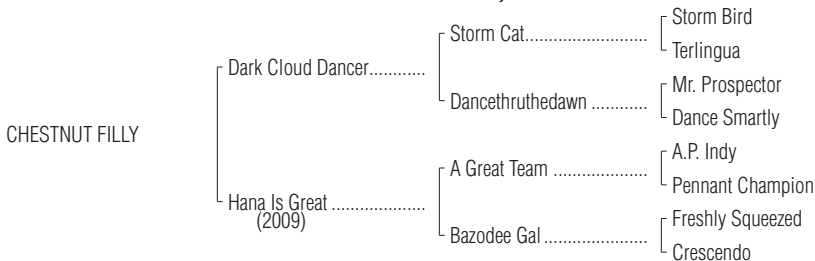 Storm Bird
Storm Cat..........................
Terlingua
Dark Cloud Dancer............
Mr. Prospector
Dancethruthedawn ............
Dance Smartly
CHESTNUT FILLY
A.P. Indy
A Great Team ....................
Pennant Champion
Hana Is Great ....................
(2009)
Freshly Squeezed
Bazodee Gal ......................
Crescendo